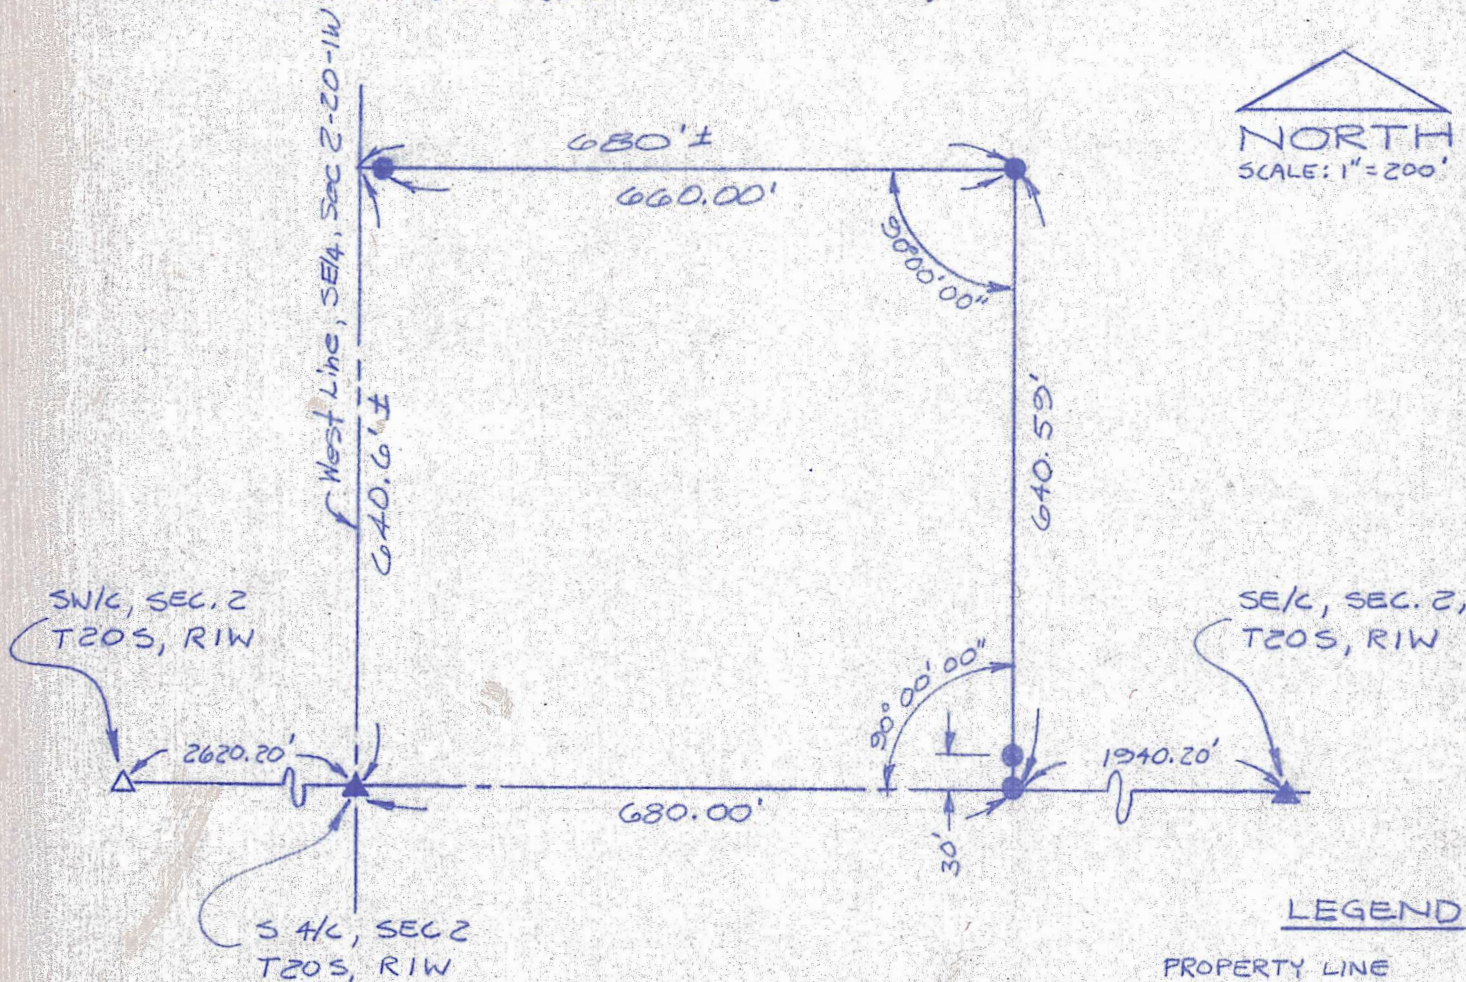 680'±
660.00'
NORTH
SCALE: 1"=200'
West Line, SE/4, Sec 2-20-1W
90°00'00"
640.6'±
640.59'
SW/C, SEC. 2
T20S, R1W
SE/C, SEC. 2,
T20S, R1W
90°00'00"
2620.20'
1940.20'
680.00'
30'
S 4/C, SEC 2
T20S, R1W
LEGEND
PROPERTY LINE